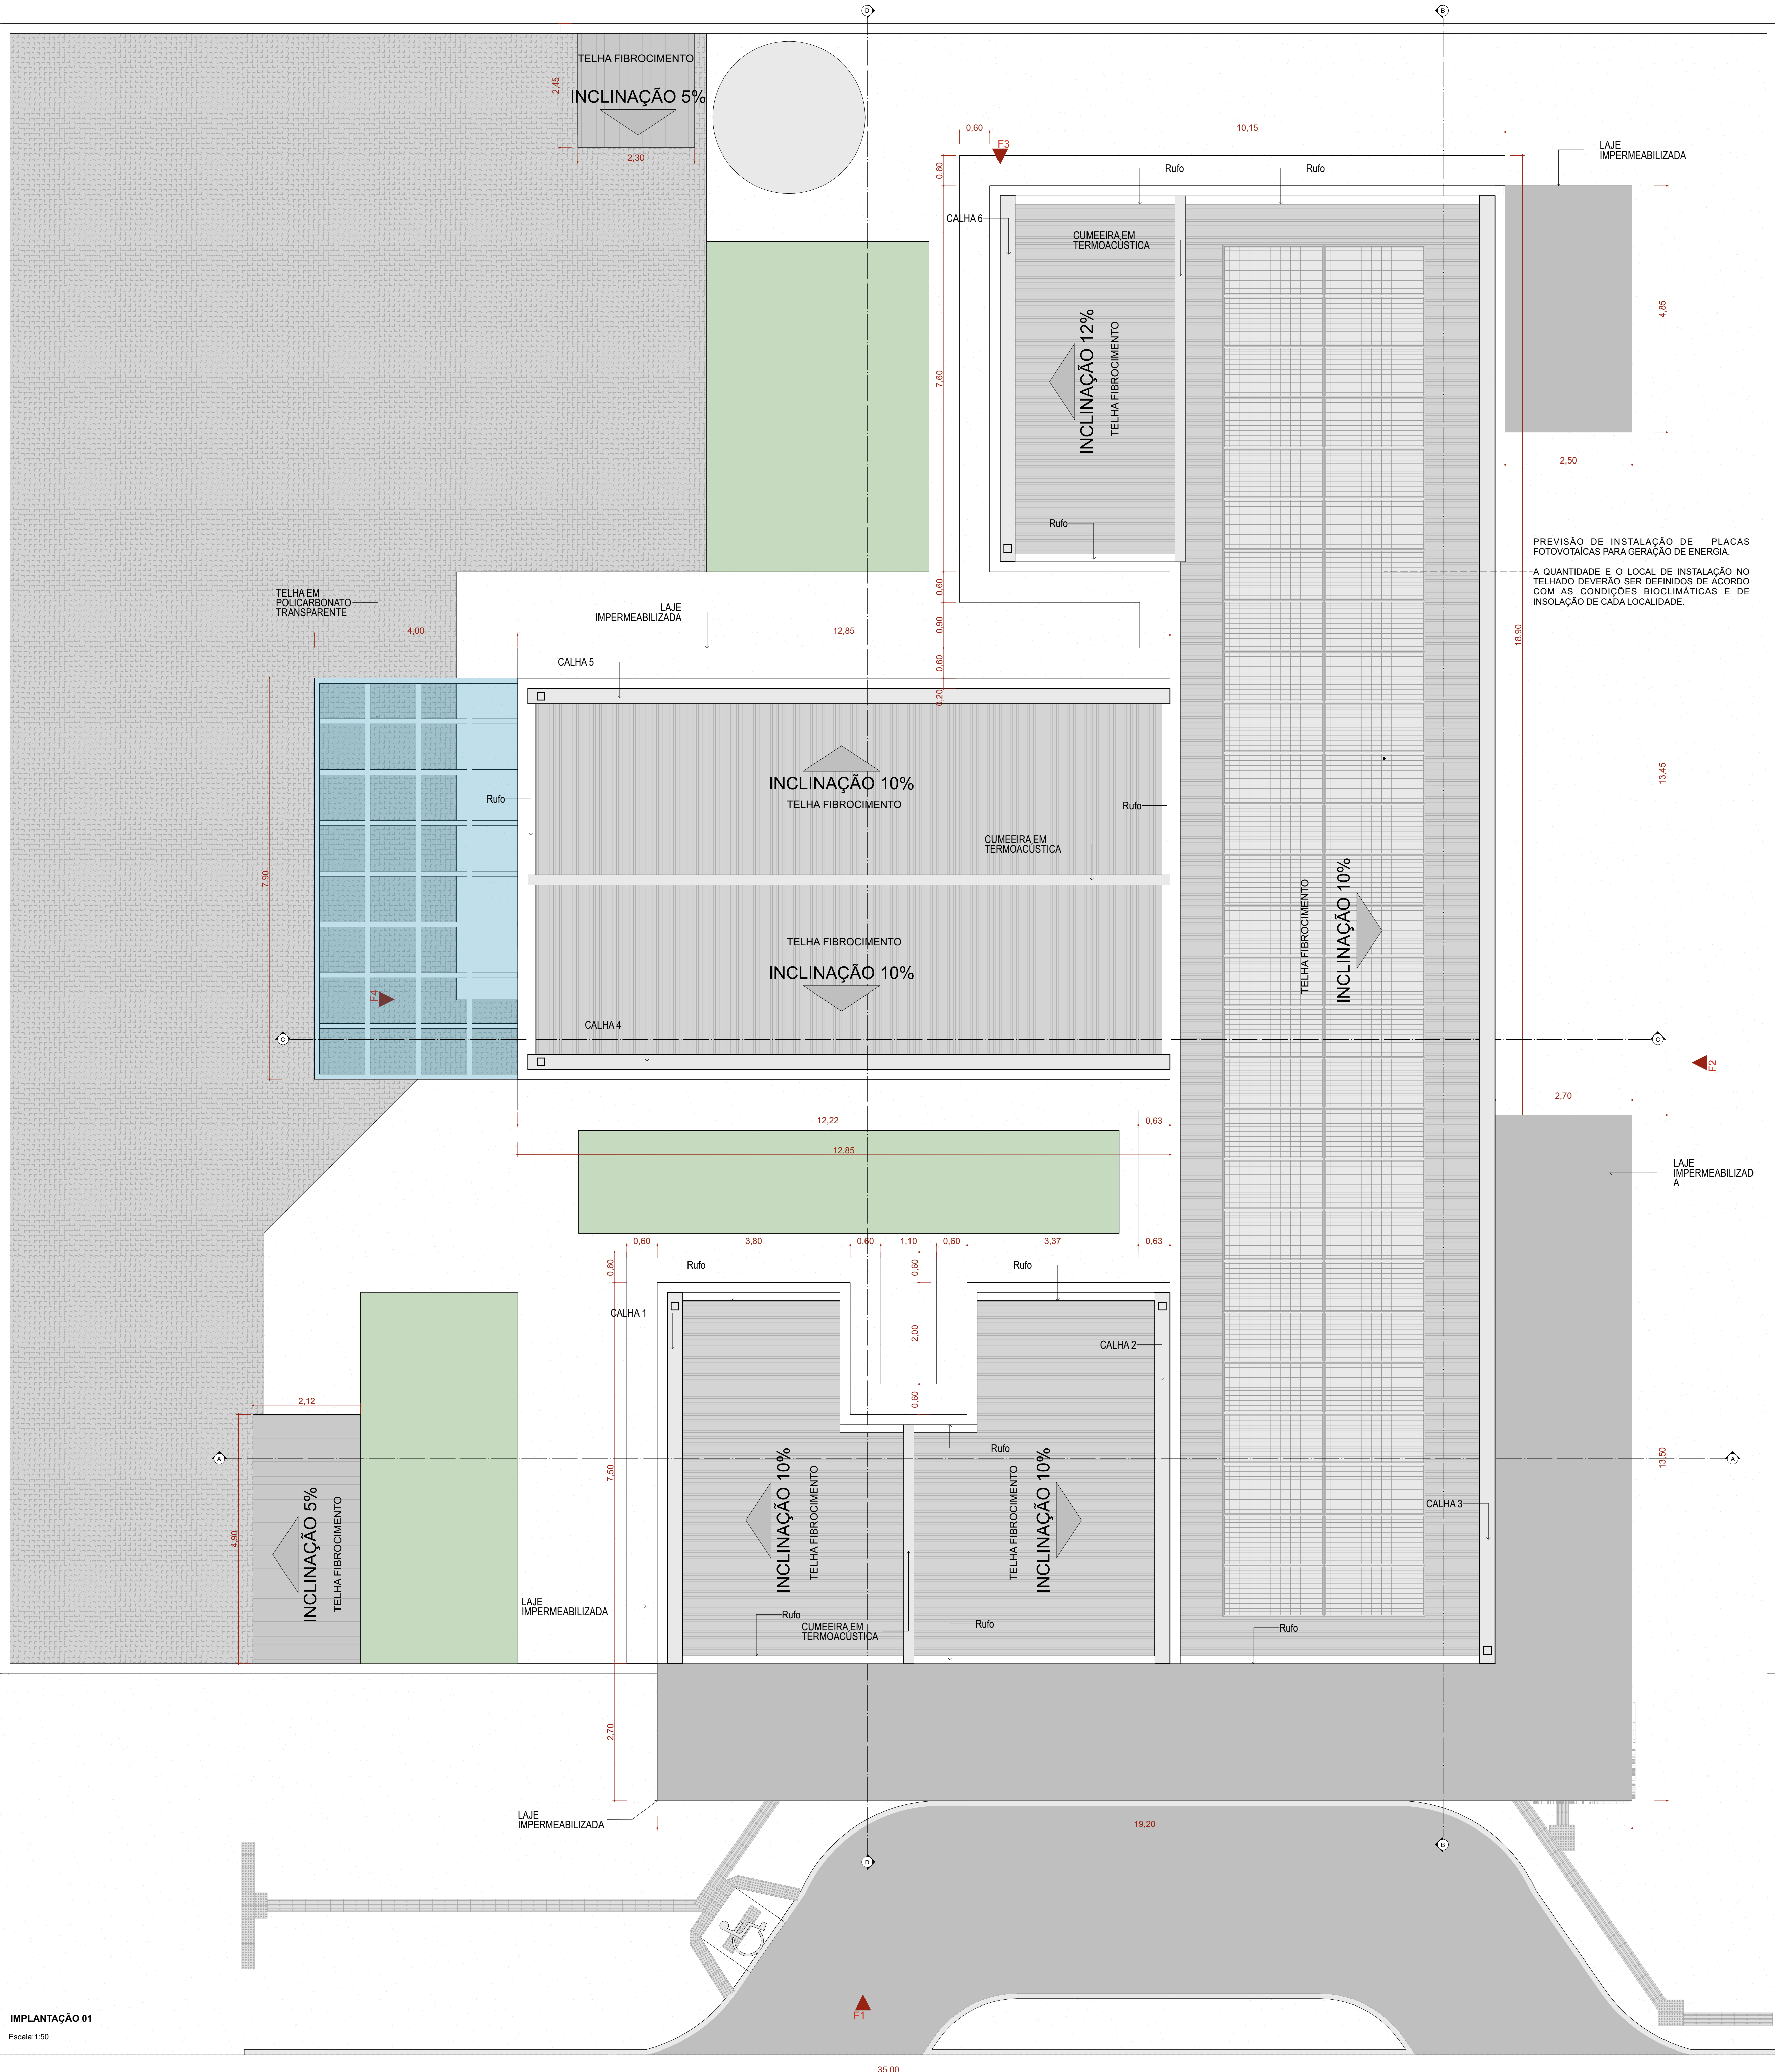 D
B
TELHA FIBROCIMENTO
2,45
INCLINAÇÃO 5%
2,30
0,60
10,15
F3
LAJE
IMPERMEABILIZADA
0,60
Rufo
Rufo
CALHA 6
CUMEEIRA EM
TERMOACÚSTICA
4,85
INCLINAÇÃO 12%
TELHA FIBROCIMENTO
7,60
2,50
Rufo
PREVISÃO DE INSTALAÇÃO DE PLACAS
FOTOVOTAÍCAS PARA GERAÇÃO DE ENERGIA.
A QUANTIDADE E O LOCAL DE INSTALAÇÃO NO
TELHADO DEVERÃO SER DEFINIDOS DE ACORDO
COM AS CONDIÇÕES BIOCLIMÁTICAS E DE
INSOLAÇÃO DE CADA LOCALIDADE.
TELHA EM
POLICARBONATO
TRANSPARENTE
LAJE
IMPERMEABILIZADA
0,60
0,90
4,00
12,85
18,90
CALHA 5
0,60
0,20
INCLINAÇÃO 10%
TELHA FIBROCIMENTO
Rufo
Rufo
13,45
CUMEEIRA EM
TERMOACÚSTICA
7,90
TELHA FIBROCIMENTO
INCLINAÇÃO 10%
TELHA FIBROCIMENTO
INCLINAÇÃO 10%
F4
CALHA 4
C
C
F2
2,70
12,22
0,63
12,85
LAJE
IMPERMEABILIZAD
A
0,60
3,80
0,60
1,10
0,60
3,37
0,63
0,60
0,60
Rufo
Rufo
CALHA 1
2,00
CALHA 2
0,60
2,12
Rufo
A
A
7,50
13,50
INCLINAÇÃO 10%
TELHA FIBROCIMENTO
TELHA FIBROCIMENTO
INCLINAÇÃO 10%
CALHA 3
4,90
INCLINAÇÃO 5%
TELHA FIBROCIMENTO
LAJE
IMPERMEABILIZADA
Rufo
CUMEEIRA EM
TERMOACÚSTICA
Rufo
Rufo
2,70
LAJE
IMPERMEABILIZADA
19,20
D
B
F1
IMPLANTAÇÃO 01
Escala:1:50
35,00